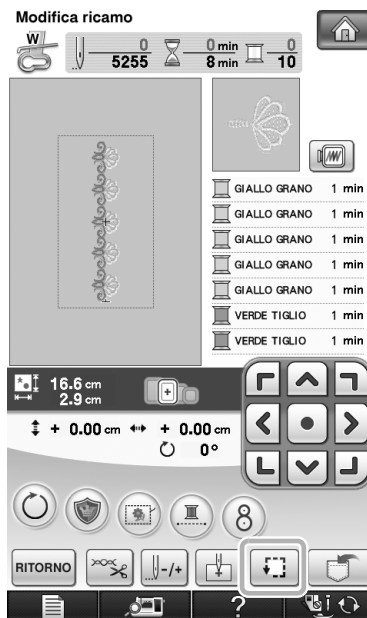 Modifica ricamo
W
0 0 min 0
5255 8 min 10
GIALLO GRANO 1 min
GIALLO GRANO 1 min
GIALLO GRANO 1 min
GIALLO GRANO 1 min
GIALLO GRANO 1 min
VERDE TIGLIO 1 min
VERDE TIGLIO 1 min
16.6 cm
2.9 cm
+ 0.00 cm + 0.00 cm
0°
8
RITORNO -/+
?